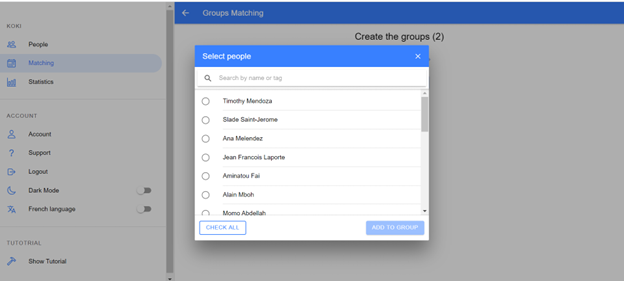 KOKI
People
Matching
Statistics
ACCOUNT
Account
Support
Logout
Dark Mode
French language
TUTOTRIAL
Show Tutorial
Groups Matching
Create the groups (2)
Select people
Search by name or tag
Timothy Mendoza
Slade Saint-Jerome
Ana Melendez
Jean Francois Laporte
Aminatou Fai
Alain Mboh
Momo Abdellah
CHECK ALL
ADD TO GROUP